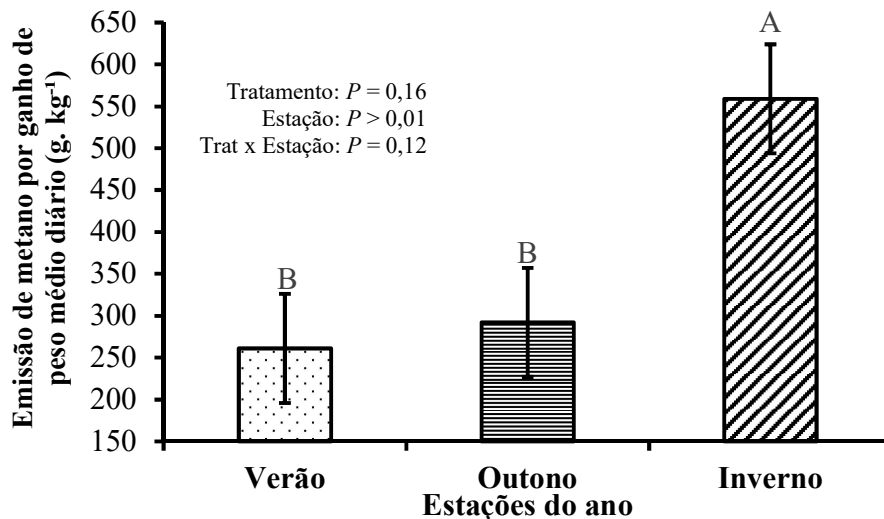 Emissão de metano por ganho de
peso médio diário (g. kg⁻¹)
650
600
550
500
450
400
350
300
250
200
150
Tratamento: P = 0,16
Estação: P > 0,01
Trat x Estação: P = 0,12
B
B
A
Verão
Outono
Inverno
Estações do ano